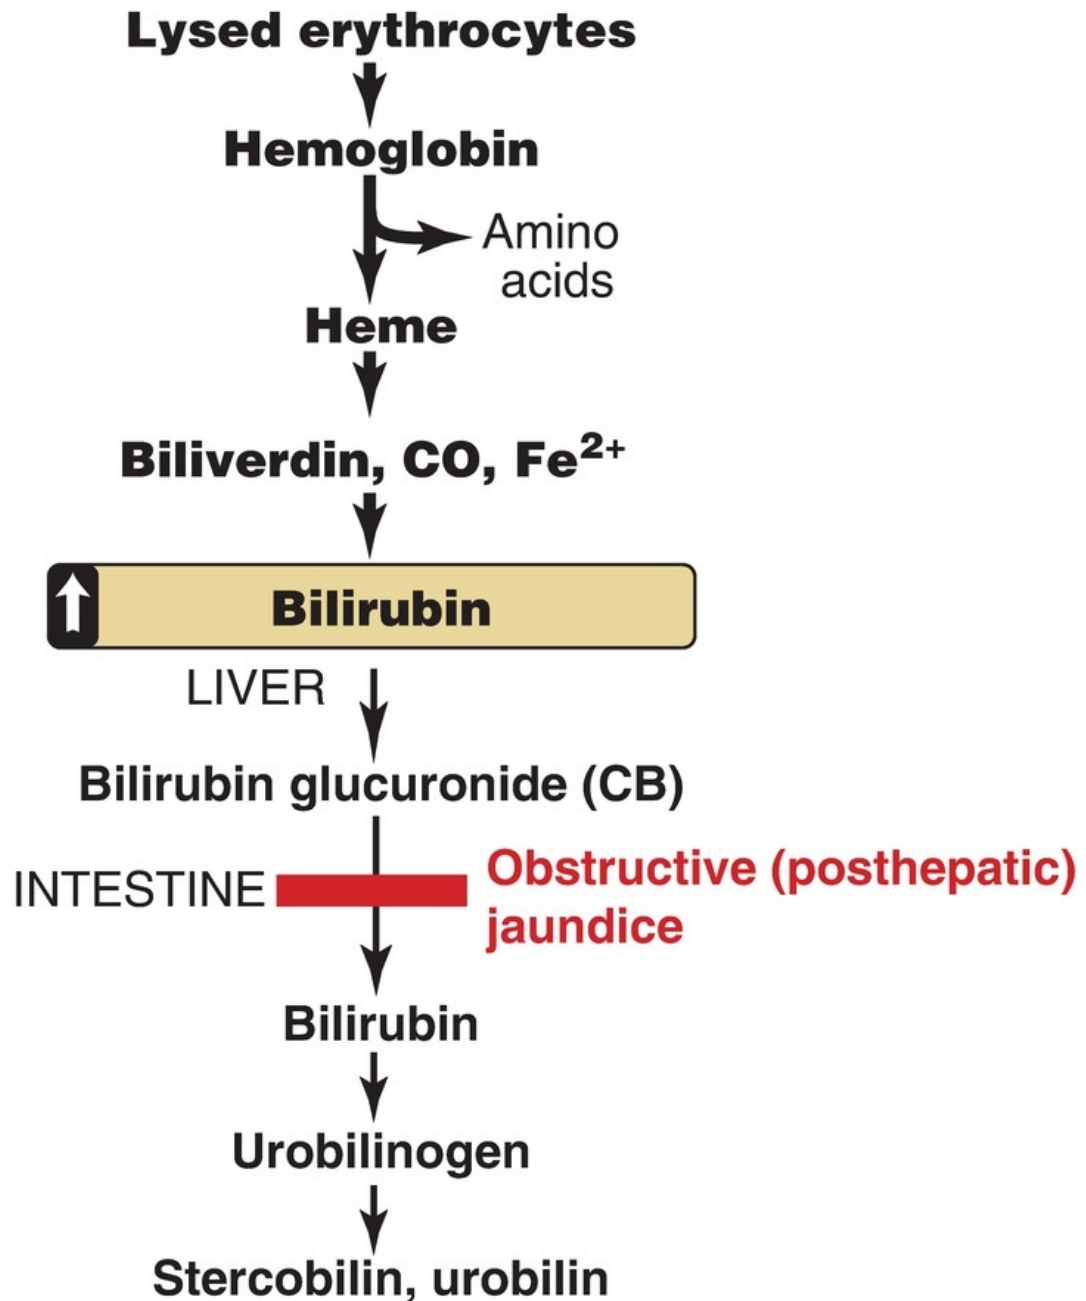 Lysed erythrocytes
Hemoglobin
Amino
acids
Heme
Biliverdin, CO, Fe²⁺
Bilirubin
LIVER
Bilirubin glucuronide (CB)
INTESTINE
Obstructive (posthepatic)
jaundice
Bilirubin
Urobilinogen
Stercobilin, urobilin